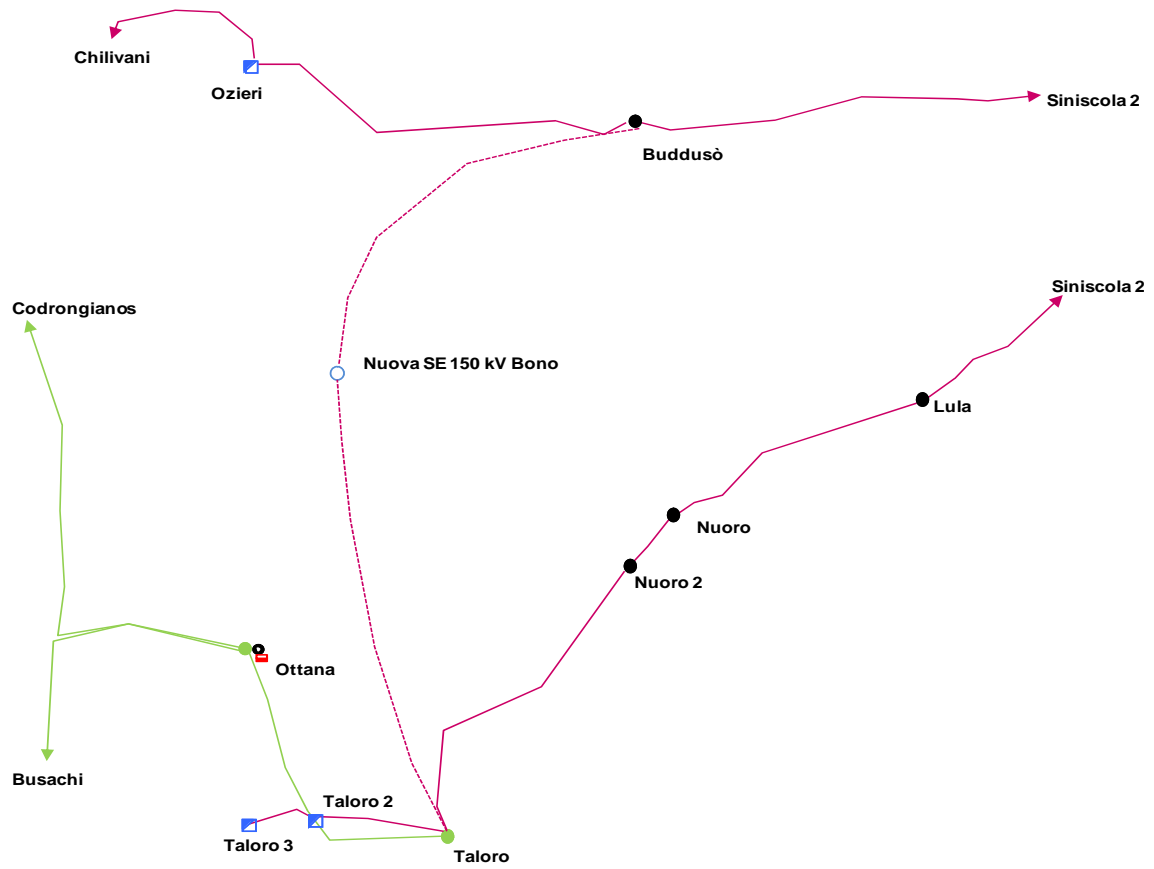 Chilivani
Ozieri
Siniscola 2
Buddusò
Siniscola 2
Codrongianos
Nuova SE 150 kV Bono
Lula
Nuoro
Nuoro 2
Ottana
Busachi
Taloro 2
Taloro 3
Taloro